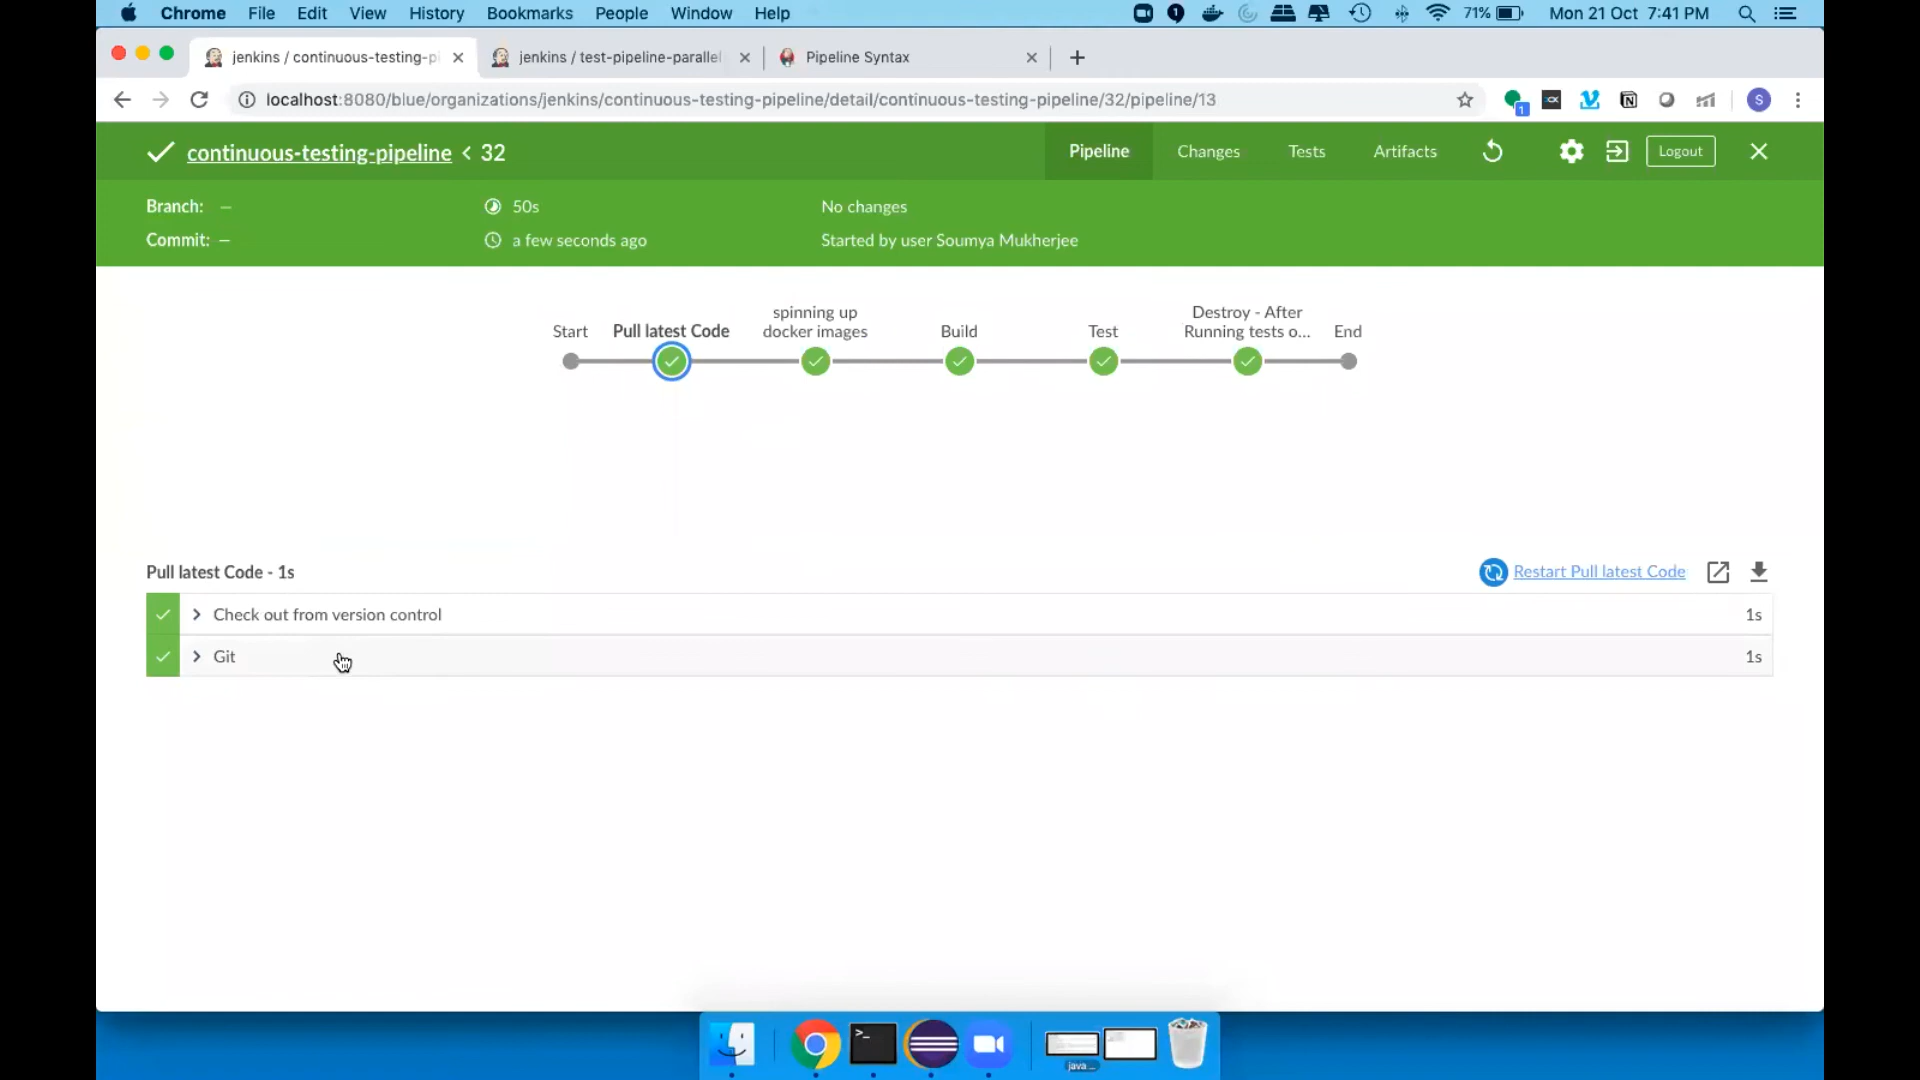 Chrome File Edit View History Bookmarks People Window Help
1 71% Mon 21 Oct 7:41 PM
jenkins / continuous-testing-pi
jenkins / test-pipeline-parallel
Pipeline Syntax
localhost:8080/blue/organizations/jenkins/continuous-testing-pipeline/detail/continuous-testing-pipeline/32/pipeline/13
1
S
continuous-testing-pipeline < 32
Pipeline Changes Tests Artifacts Logout
Branch: —
50s
No changes
Commit: —
a few seconds ago
Started by user Soumya Mukherjee
Start
Pull latest Code
spinning up
docker images
Build
Test
Destroy - After
Running tests o...
End
Pull latest Code - 1s
Restart Pull latest Code
Check out from version control 1s
Git 1s
>_
java ...